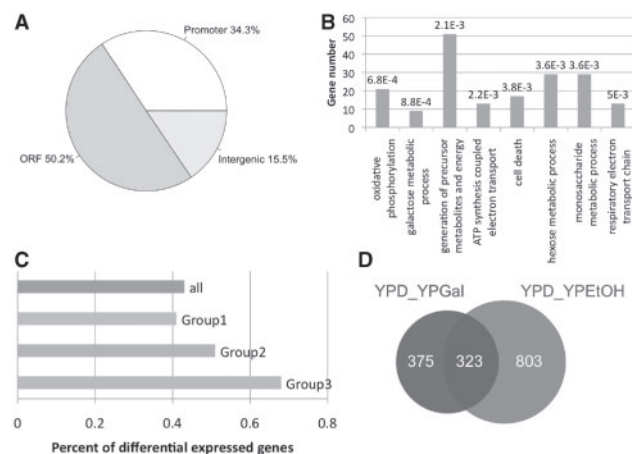 A
Promoter 34.3%
ORF 50.2%
Intergenic 15.5%
B
Gene number
60
50
40
30
20
10
0
6.8E-4
8.8E-4
2.1E-3
2.2E-3
3.8E-3
3.6E-3
3.6E-3
5E-3
oxidative
phosphorylation
galactose metabolic
process
generation of precursor
metabolites and energy
ATP synthesis coupled
electron transport
cell death
hexose metabolic process
monosaccharide
metabolic process
respiratory electron
transport chain
C
all
Group1
Group2
Group3
0 0.2 0.4 0.6 0.8
Percent of differential expressed genes
D
YPD_YPGal YPD_YPEtOH
375 323 803